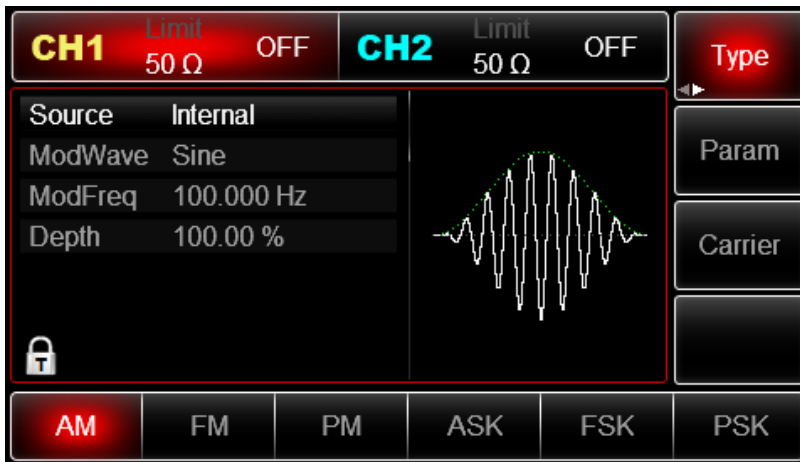 CH1 Limit 50 Ω OFF CH2 Limit 50 Ω OFF Type
Source Internal
ModWave Sine
ModFreq 100.000 Hz
Depth 100.00 %
Param
Carrier
T
AM FM PM ASK FSK PSK